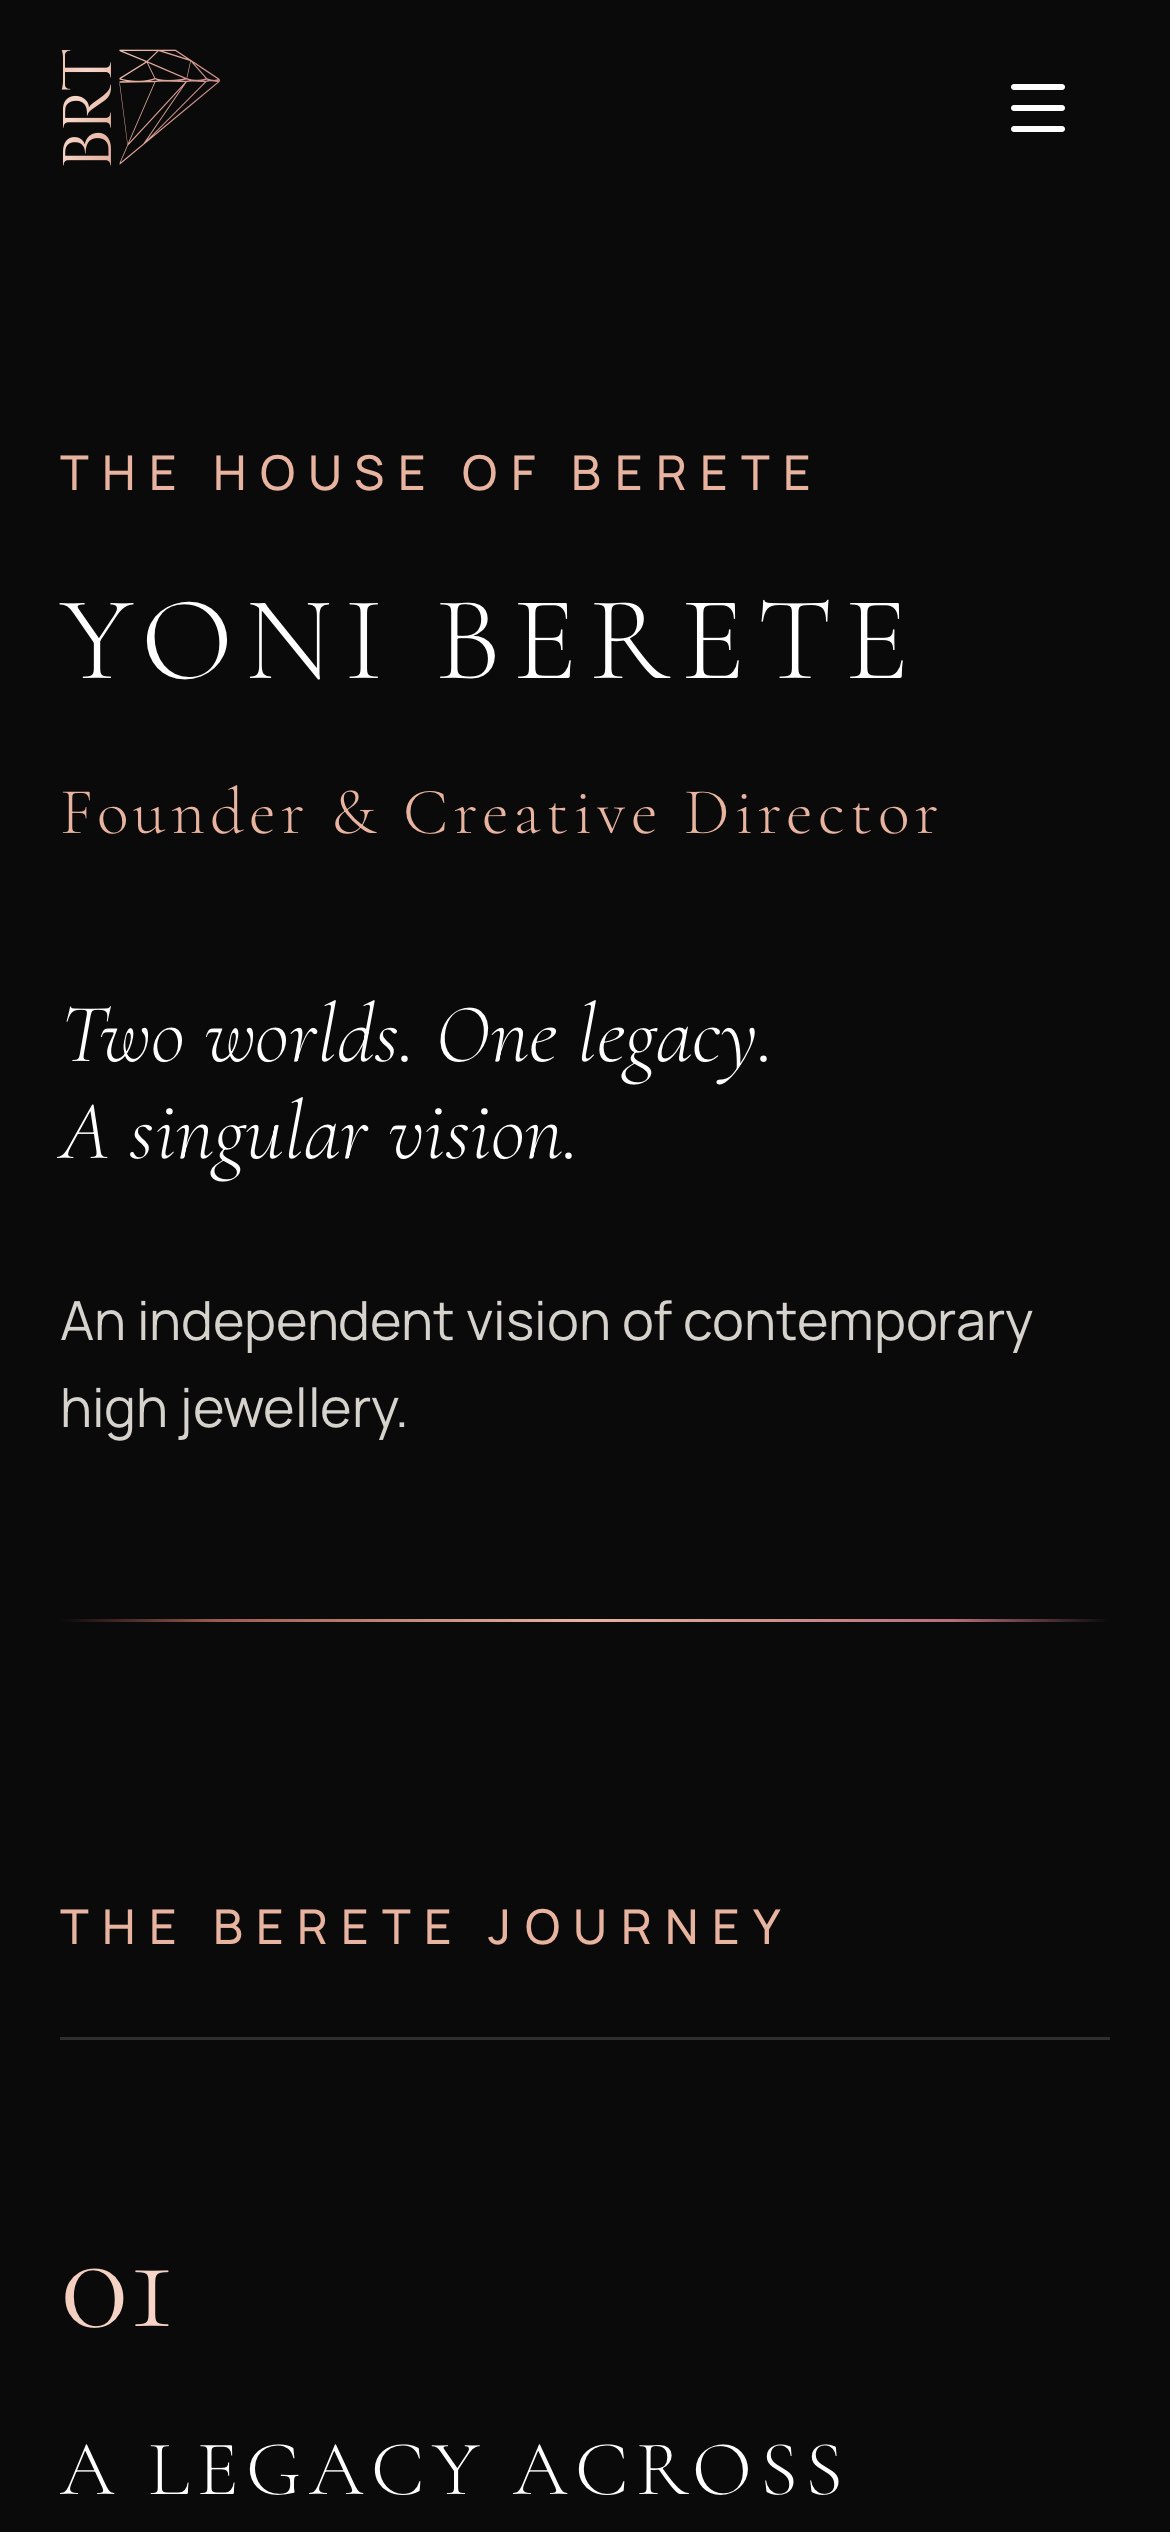 BRT
THE HOUSE OF BERETE
YONI BERETE
Founder & Creative Director
Two worlds. One legacy.
A singular vision.
An independent vision of contemporary
high jewellery.
THE BERETE JOURNEY
01
A LEGACY ACROSS